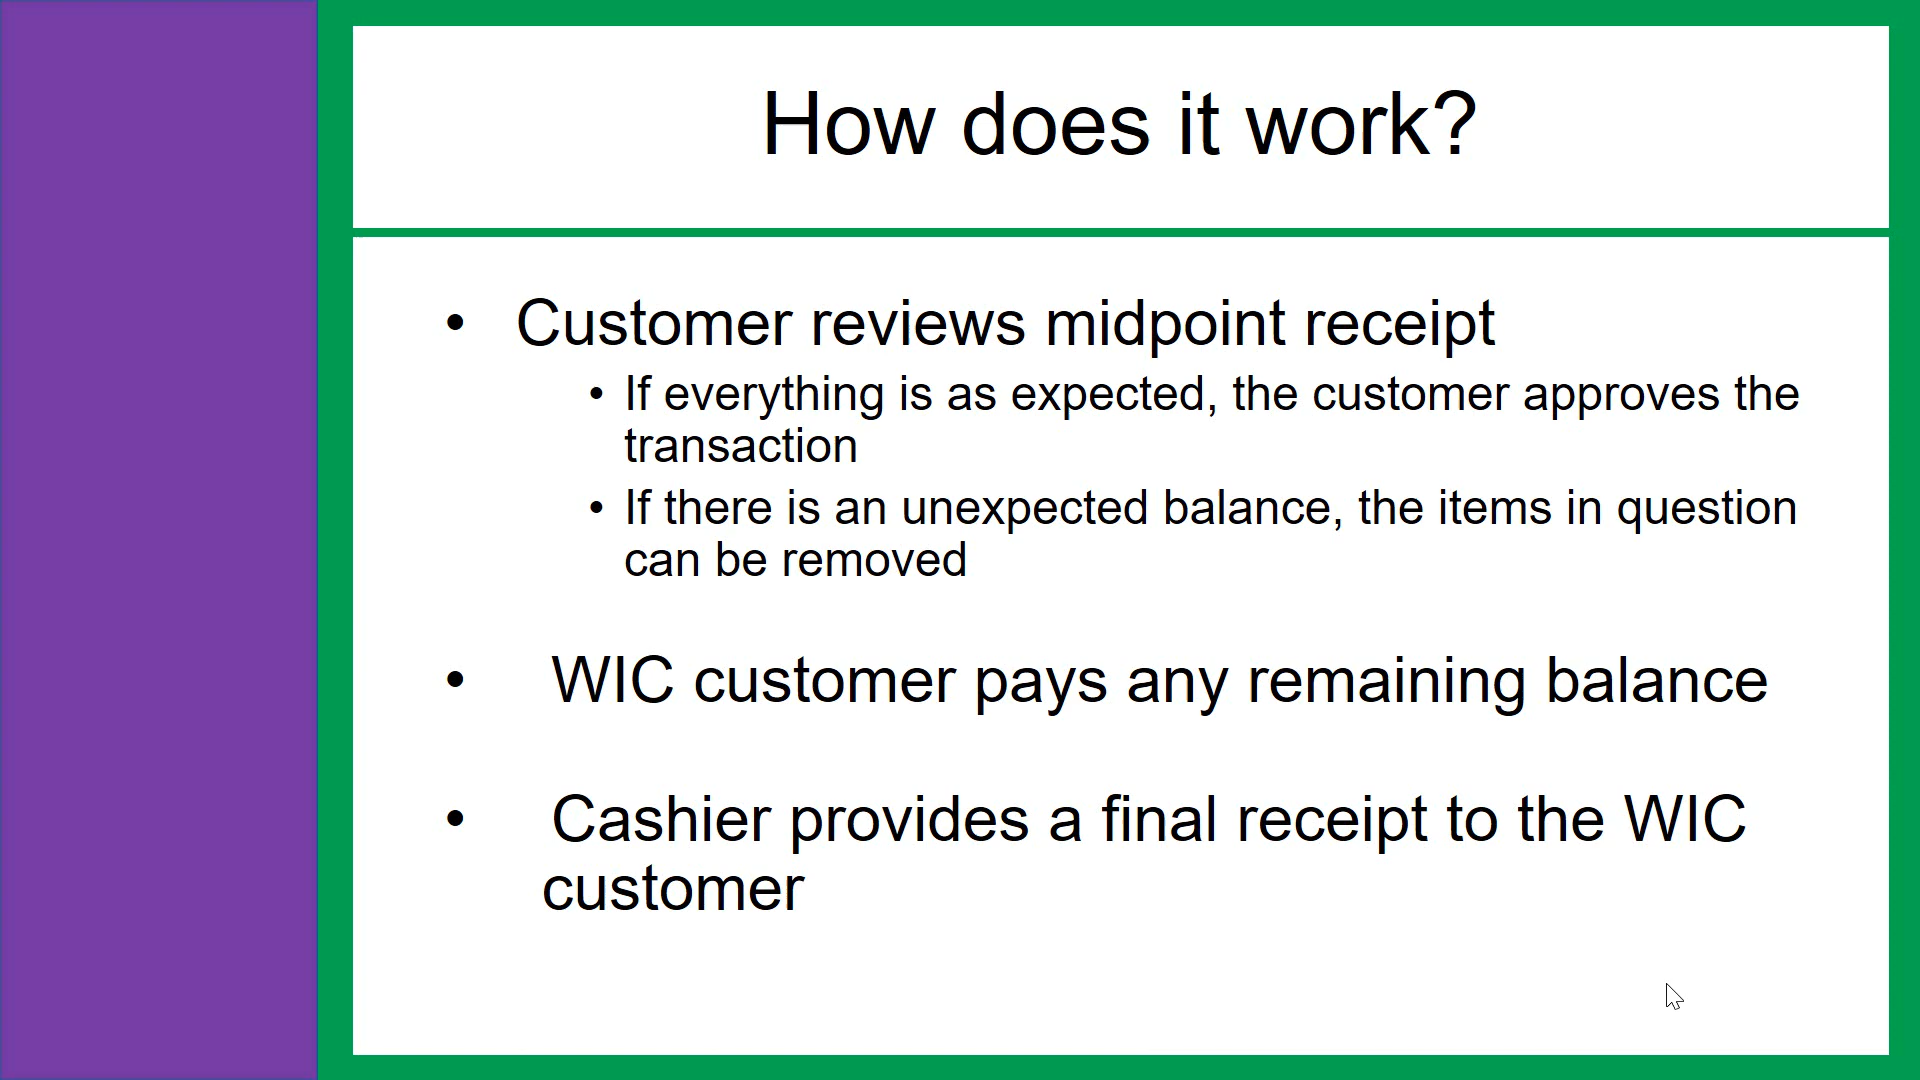 How does it work?
• Customer reviews midpoint receipt
• If everything is as expected, the customer approves the
transaction
• If there is an unexpected balance, the items in question
can be removed
• WIC customer pays any remaining balance
• Cashier provides a final receipt to the WIC
customer